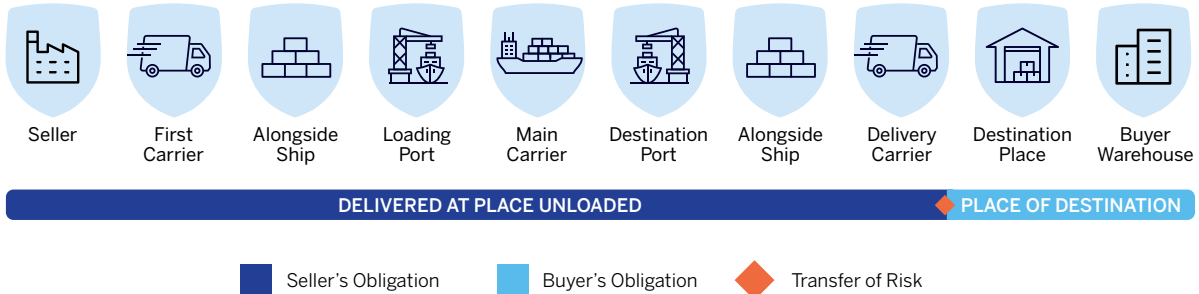 Seller
First
Carrier
Alongside
Ship
Loading
Port
Main
Carrier
Destination
Port
Alongside
Ship
Delivery
Carrier
Destination
Place
Buyer
Warehouse
DELIVERED AT PLACE UNLOADED
PLACE OF DESTINATION
Seller’s Obligation
Buyer’s Obligation
Transfer of Risk